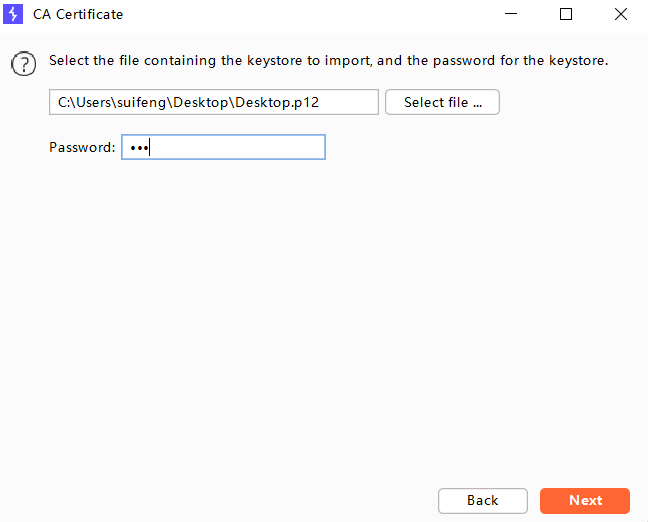 CA Certificate
Select the file containing the keystore to import, and the password for the keystore.
C:\Users\suifeng\Desktop\Desktop.p12 Select file ...
Password: •••
Back Next